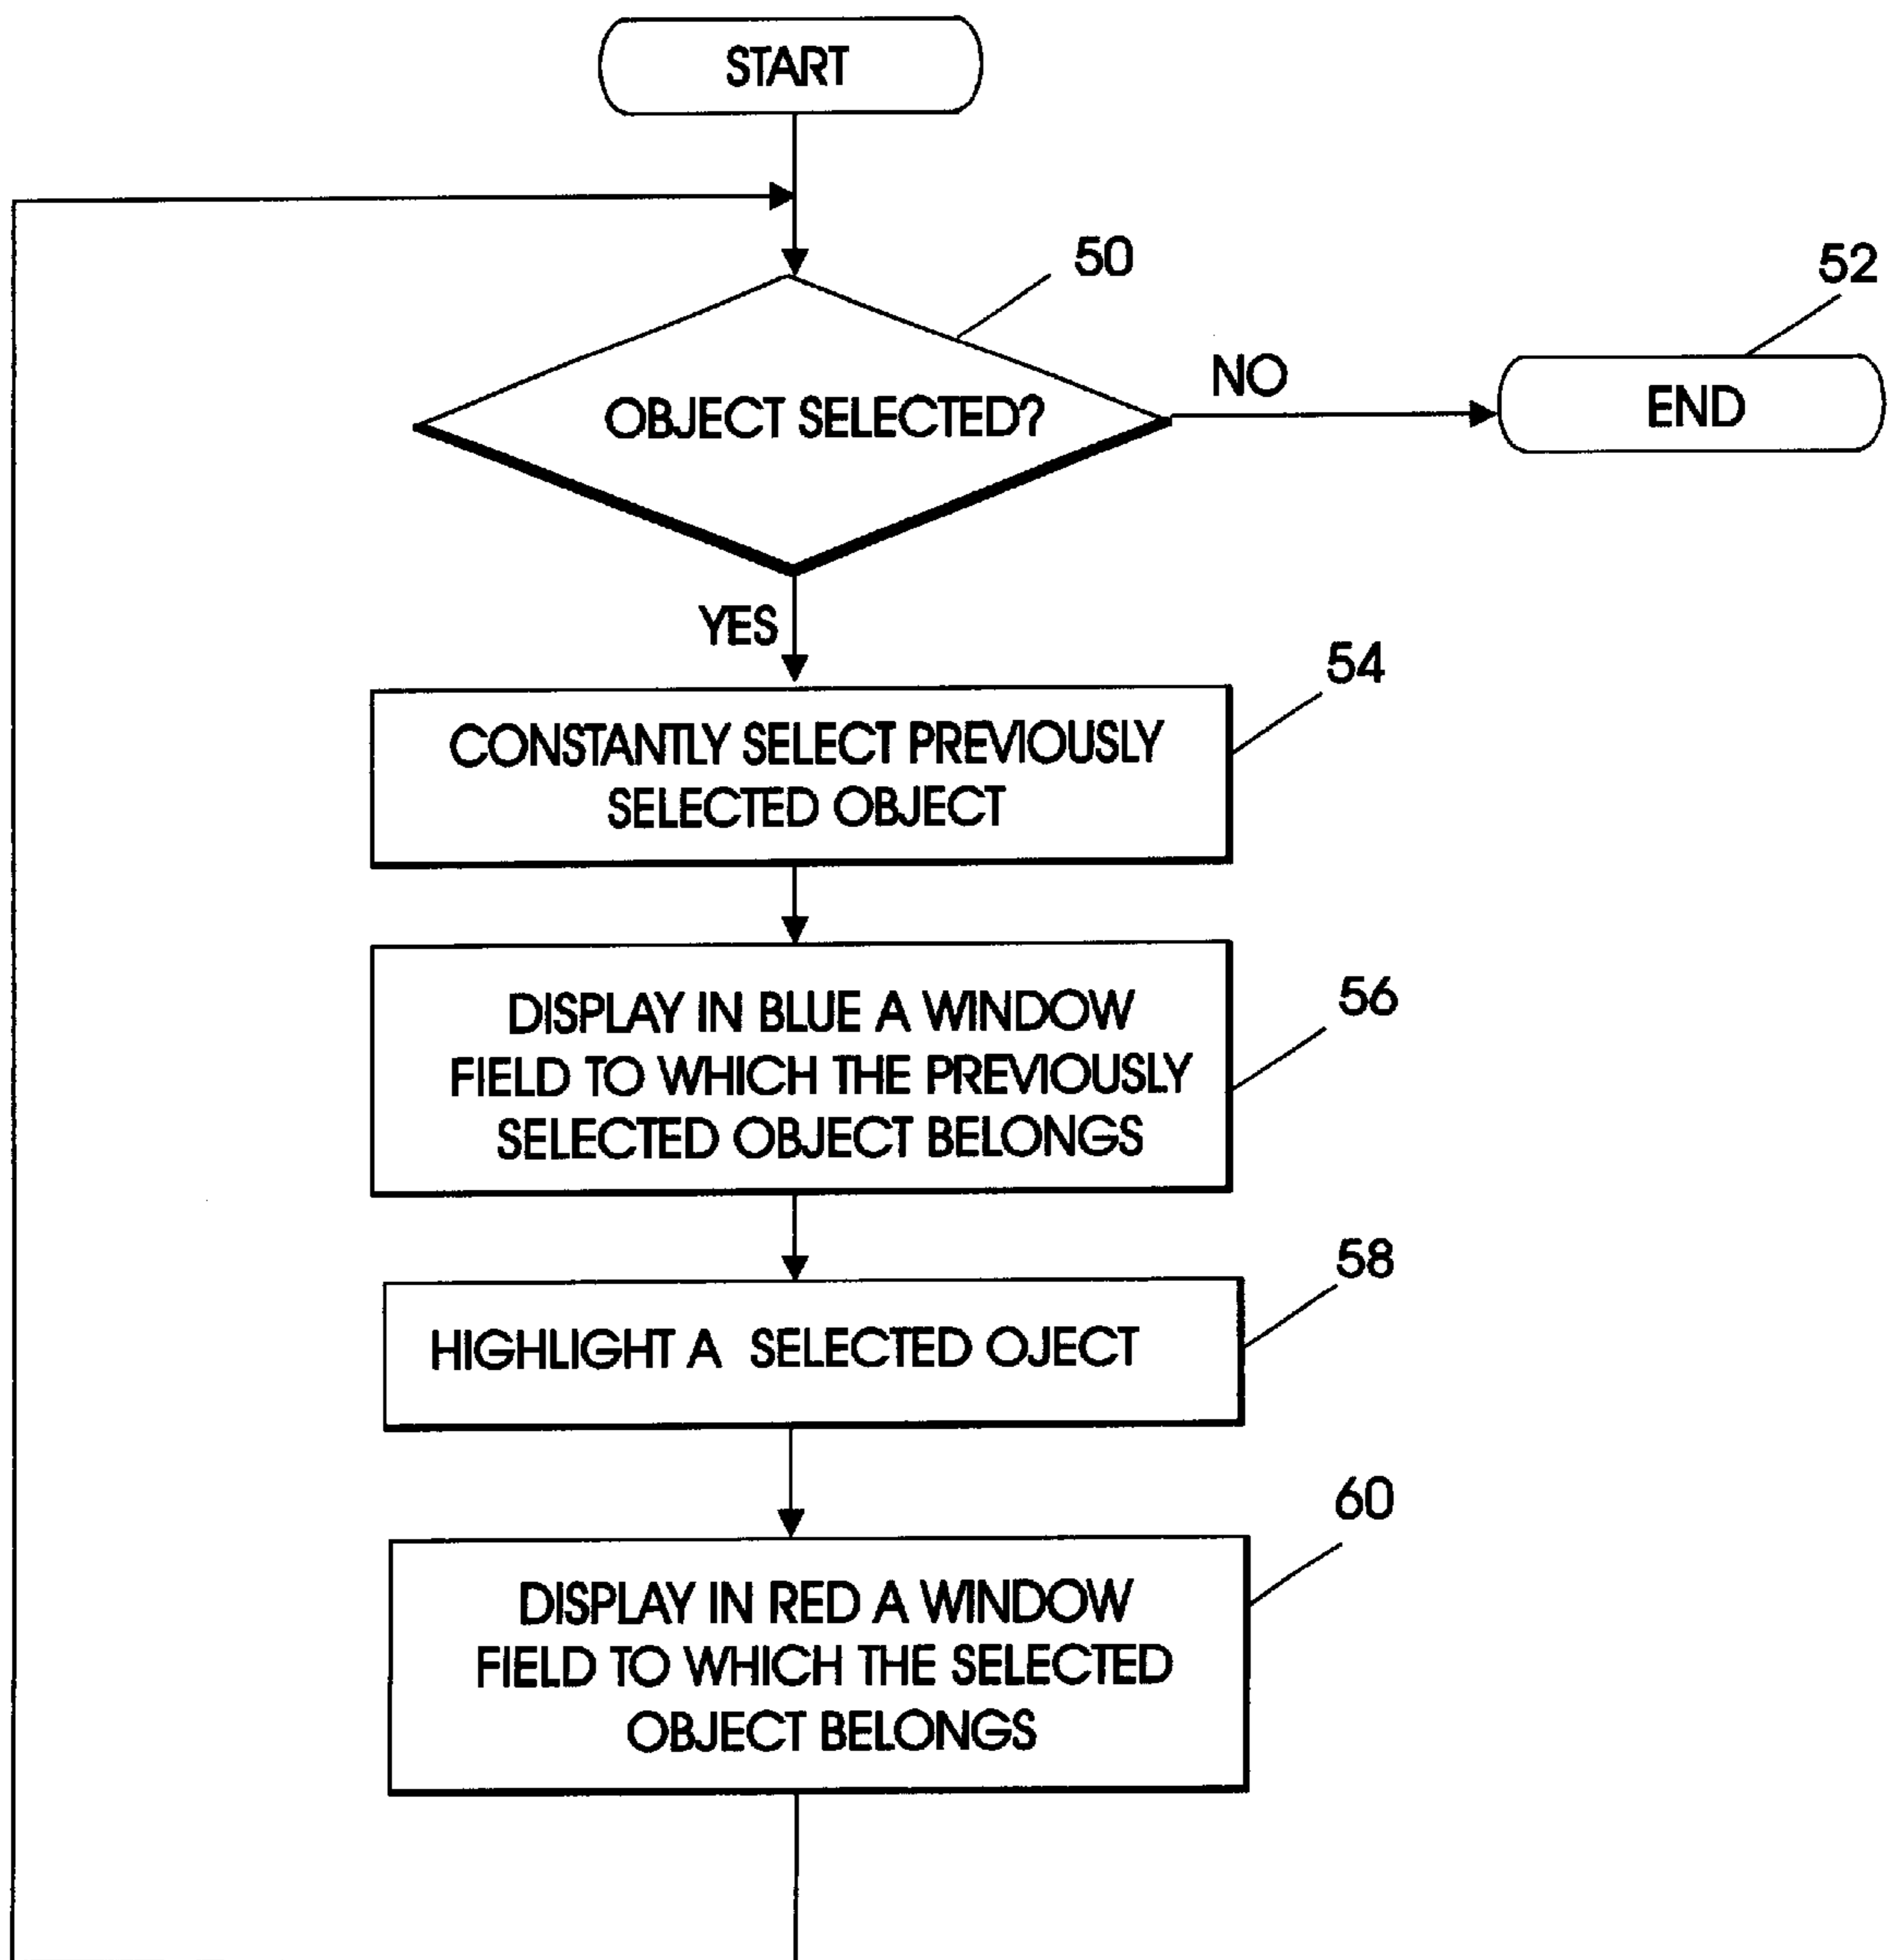 START
50
52
OBJECT SELECTED?
NO
END
YES
54
CONSTANTLY SELECT PREVIOUSLY
SELECTED OBJECT
56
DISPLAY IN BLUE A WINDOW
FIELD TO WHICH THE PREVIOUSLY
SELECTED OBJECT BELONGS
58
HIGHLIGHT A SELECTED OJECT
60
DISPLAY IN RED A WINDOW
FIELD TO WHICH THE SELECTED
OBJECT BELONGS